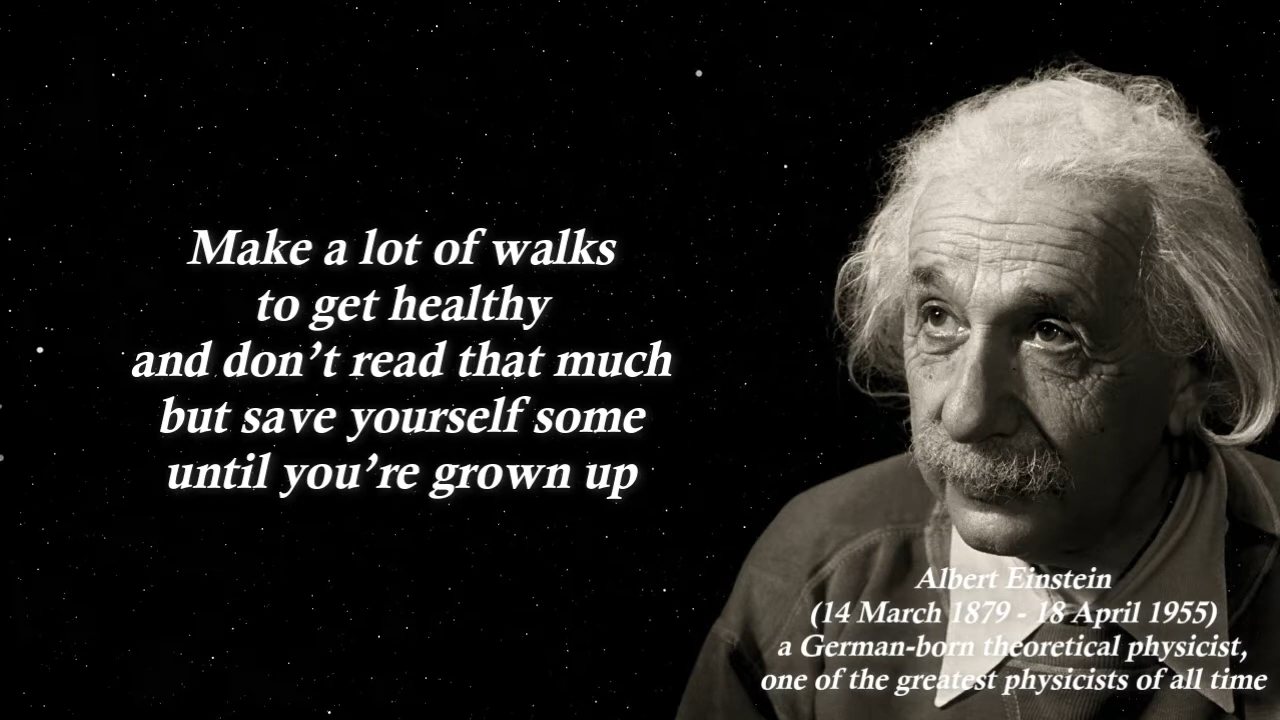 Make a lot of walks
to get healthy
and don’t read that much
but save yourself some
until you’re grown up
Albert Einstein
(14 March 1879 - 18 April 1955)
a German-born theoretical physicist,
one of the greatest physicists of all time